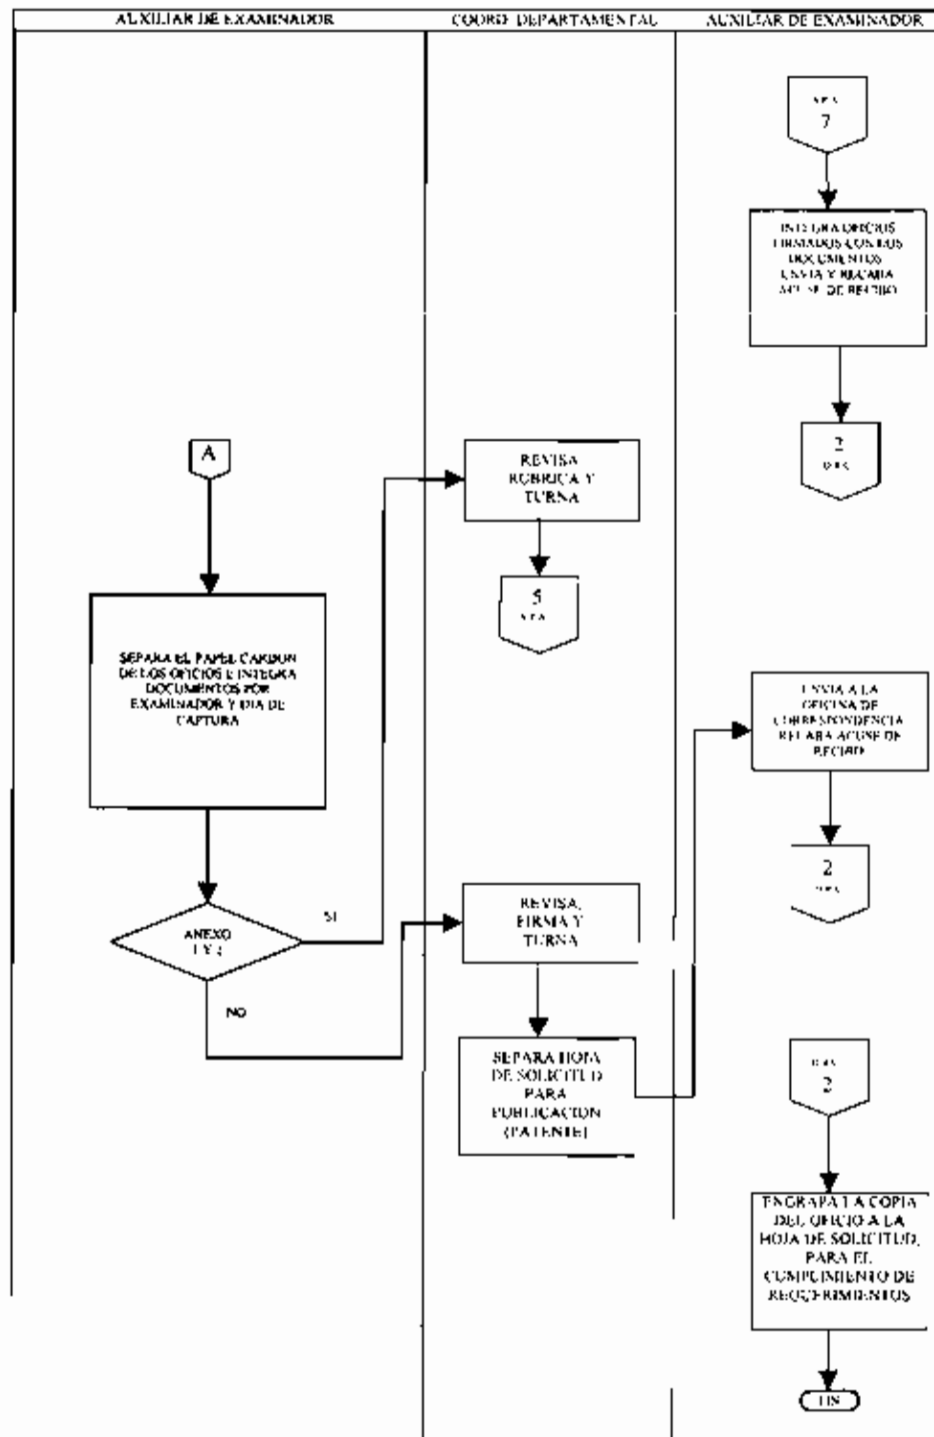 AUXILIAR DE EXAMINADOR
COORD. DEPARTAMENTAL
AUXILIAR DE EXAMINADOR
A
SEPARA EL PAPEL CARBON
DE LOS OFICIOS E INTEGRA
DOCUMENTOS POR
EXAMINADOR Y DIA DE
CAPTURA
ANEXO
1 Y
SI
NO
REVISA
RUBRICA Y
TURNA
5
REVISA,
FIRMA Y
TURNA
SEPARA HOJA
DE SOLICITUD
PARA
PUBLICACION
(PATENTE)
7
INTEGRA OFICIOS
FIRMADOS CON LOS
DOCUMENTOS
ENVIA Y RECABA
ACUSE DE RECIBO
2
ENVIA A LA
OFICINA DE
CORRESPONDENCIA
RECABA ACUSE DE
RECIBO
2
2
ENGRAPA LA COPIA
DEL OFICIO A LA
HOJA DE SOLICITUD,
PARA EL
CUMPLIMIENTO DE
REQUERIMIENTOS
FIN